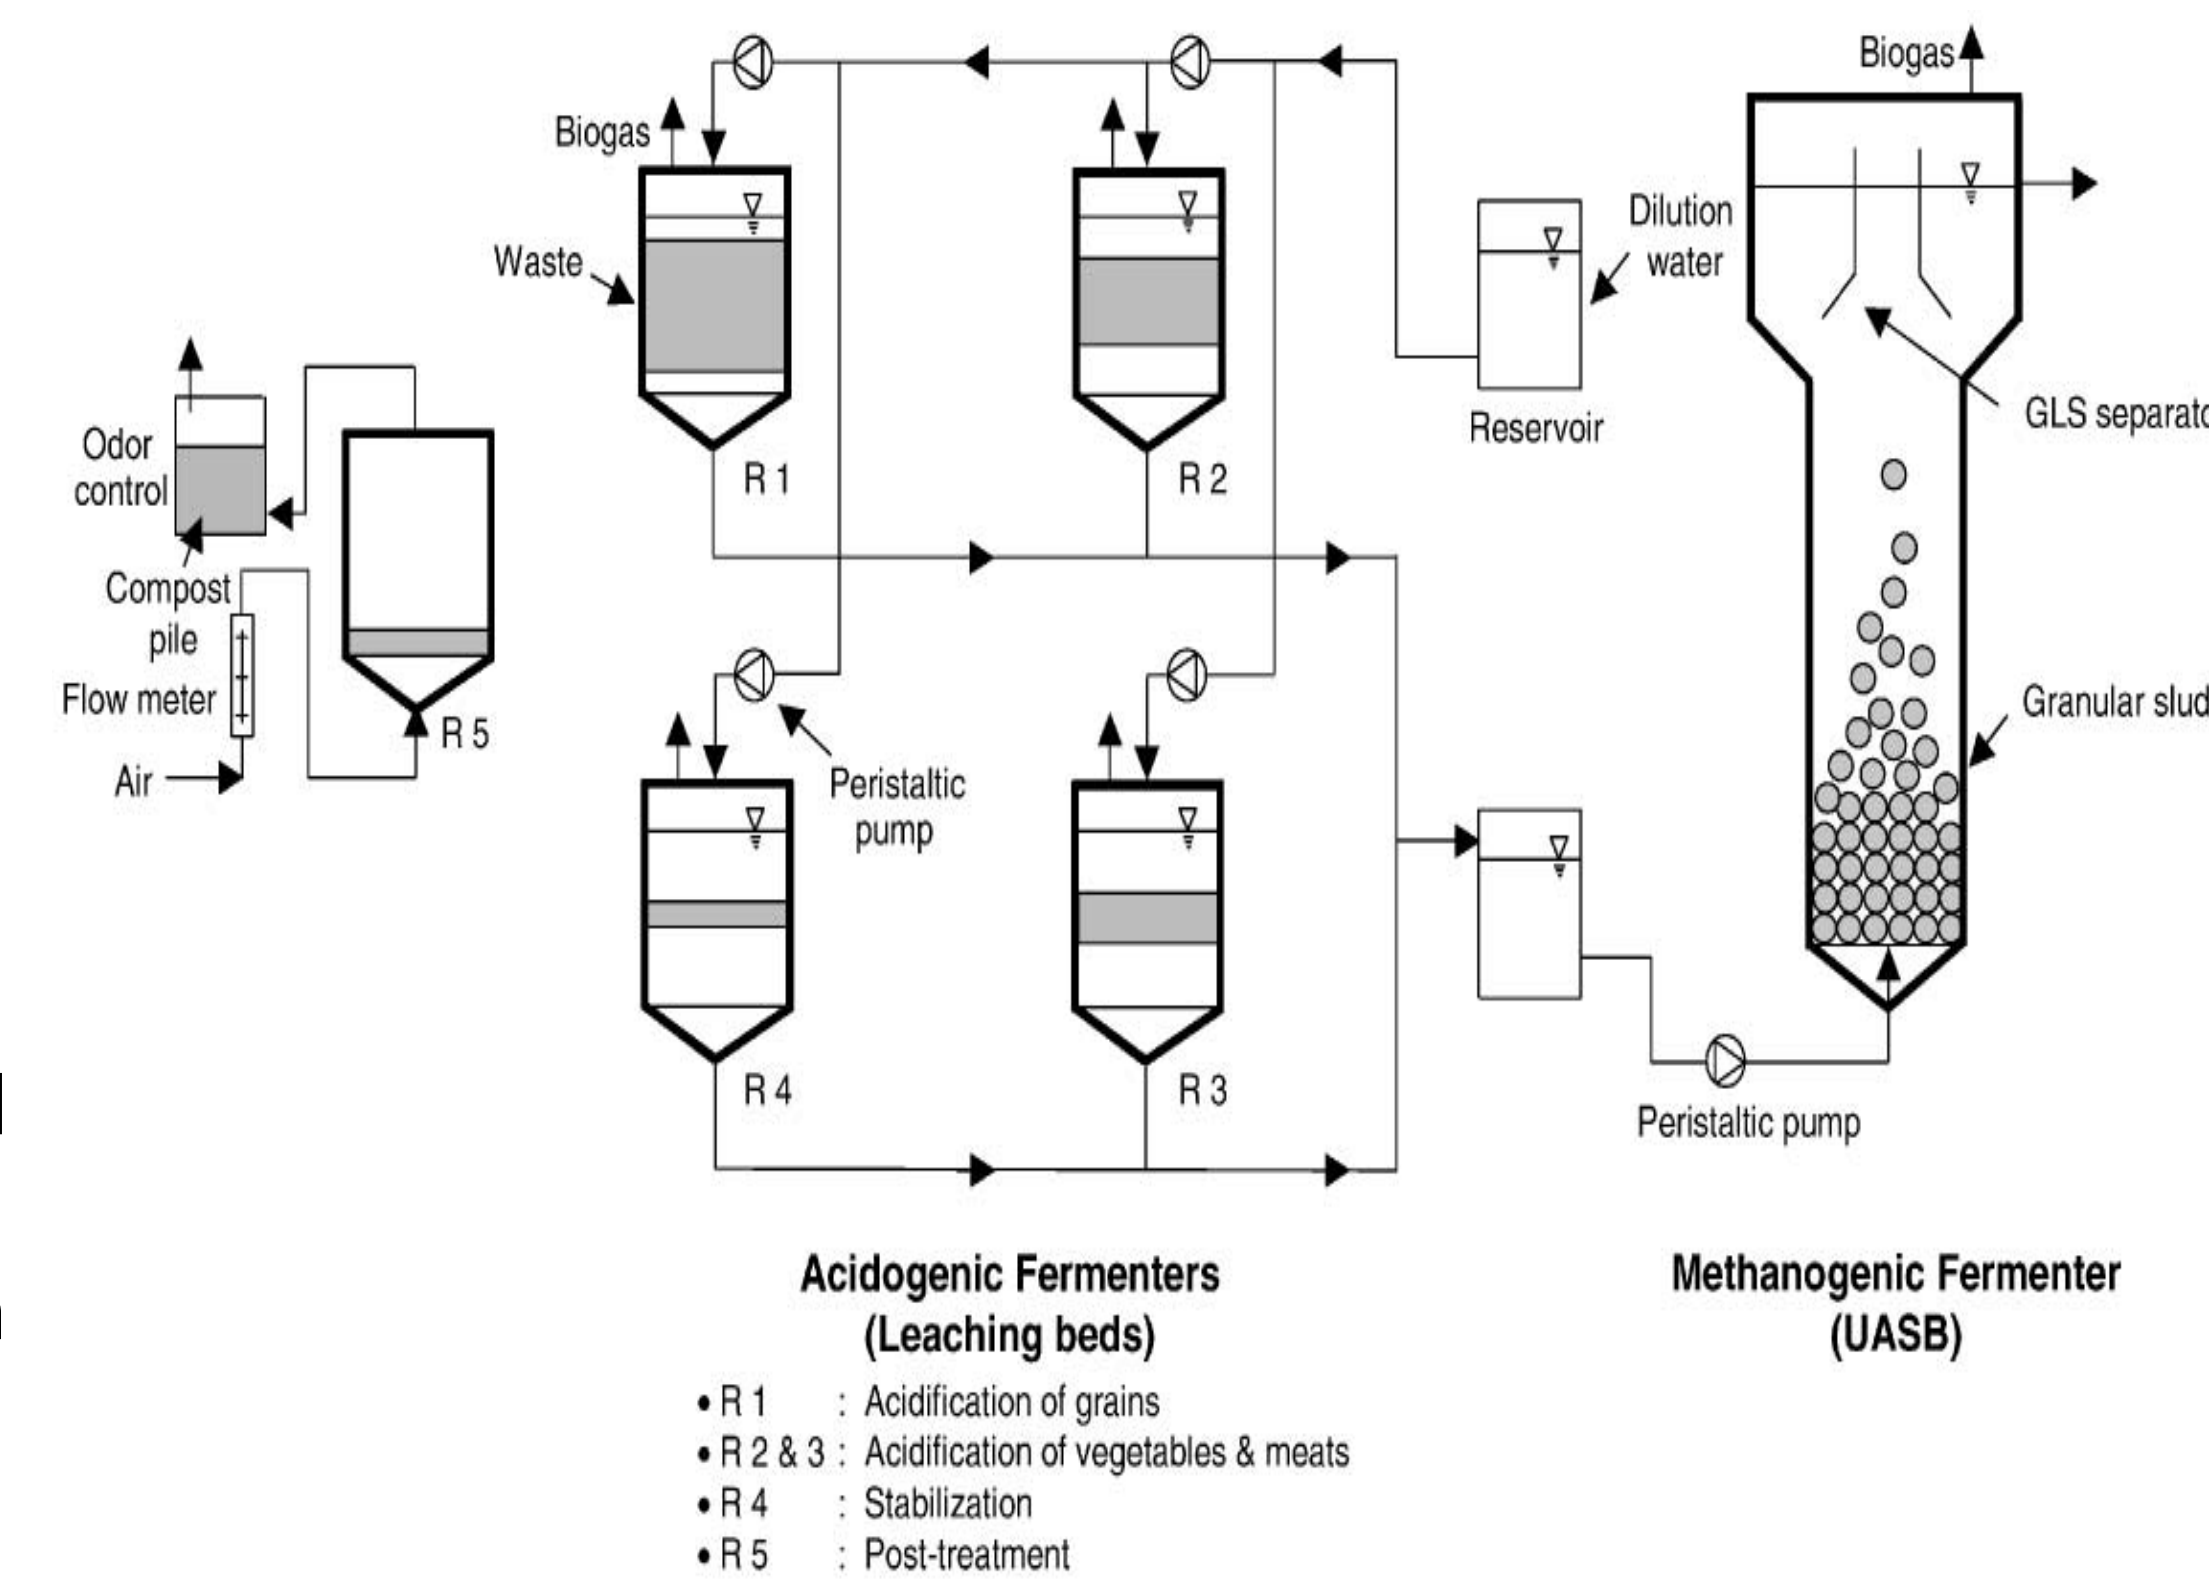 Biogas
Biogas
Waste
Dilution
water
Odor
control
Reservoir
GLS
R 1
R 2
Compost
pile
Flow meter
Granular
R 5
Air
Peristaltic
pump
R 4
R 3
Peristaltic pump
Acidogenic Fermenters
(Leaching beds)
Methanogenic Fermenter
(UASB)
• R 1 : Acidification of grains
• R 2 & 3 : Acidification of vegetables & meats
• R 4 : Stabilization
• R 5 : Post-treatment